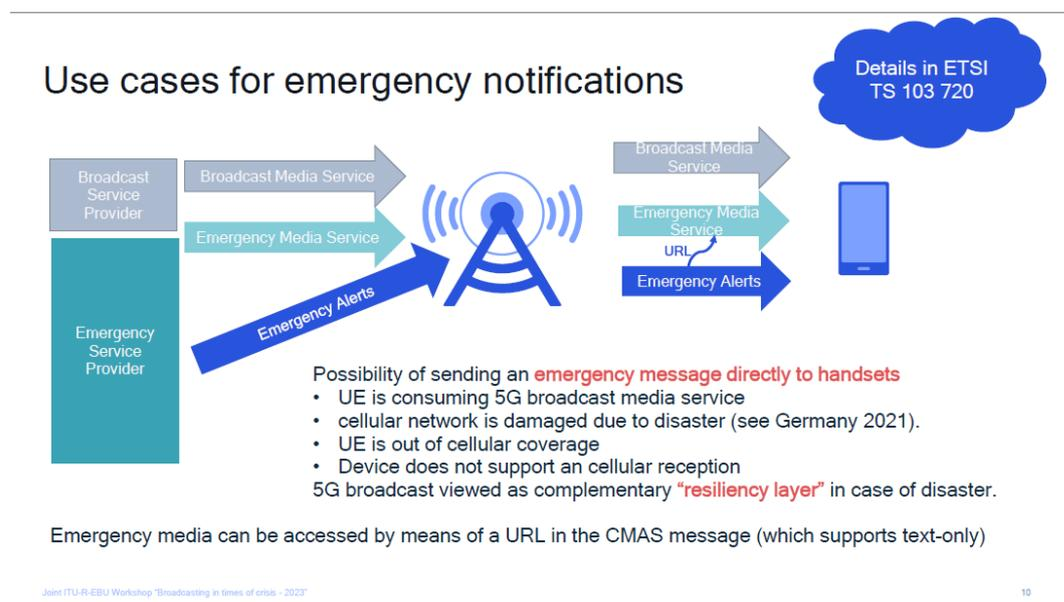 Use cases for emergency notifications
Details in ETSI
TS 103 720
Broadcast
Service
Provider
Broadcast Media Service
Emergency Media Service
Emergency Alerts
Emergency
Service
Provider
Broadcast Media
Service
Emergency Media
Service
URL
Emergency Alerts
Possibility of sending an emergency message directly to handsets
• UE is consuming 5G broadcast media service
• cellular network is damaged due to disaster (see Germany 2021).
• UE is out of cellular coverage
• Device does not support an cellular reception
5G broadcast viewed as complementary “resiliency layer” in case of disaster.
Emergency media can be accessed by means of a URL in the CMAS message (which supports text-only)
Joint ITU-R-EBU Workshop “Broadcasting in times of crisis - 2023”
10